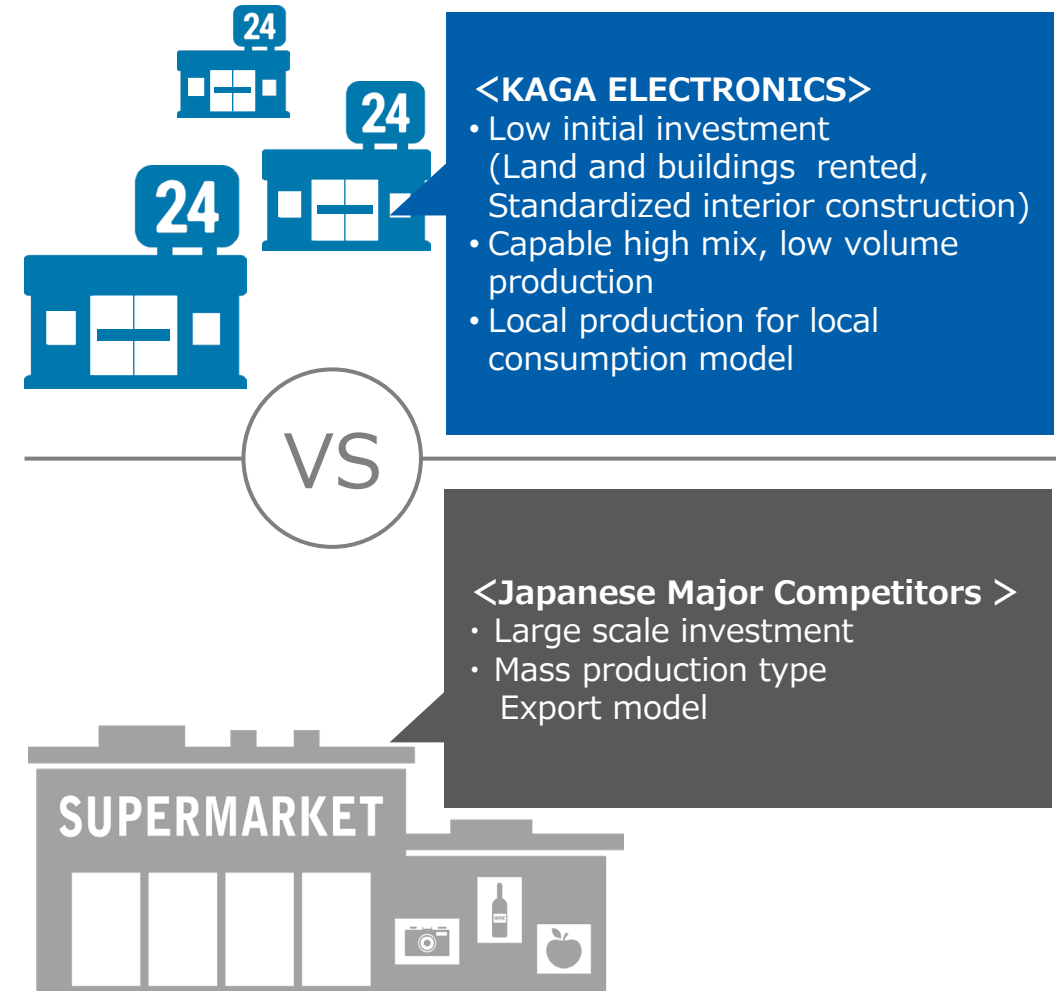 24
24
24
<KAGA ELECTRONICS>
• Low initial investment
(Land and buildings rented,
Standardized interior construction)
• Capable high mix, low volume
production
• Local production for local
consumption model
VS
<Japanese Major Competitors >
・ Large scale investment
・ Mass production type
Export model
SUPERMARKET
WINE